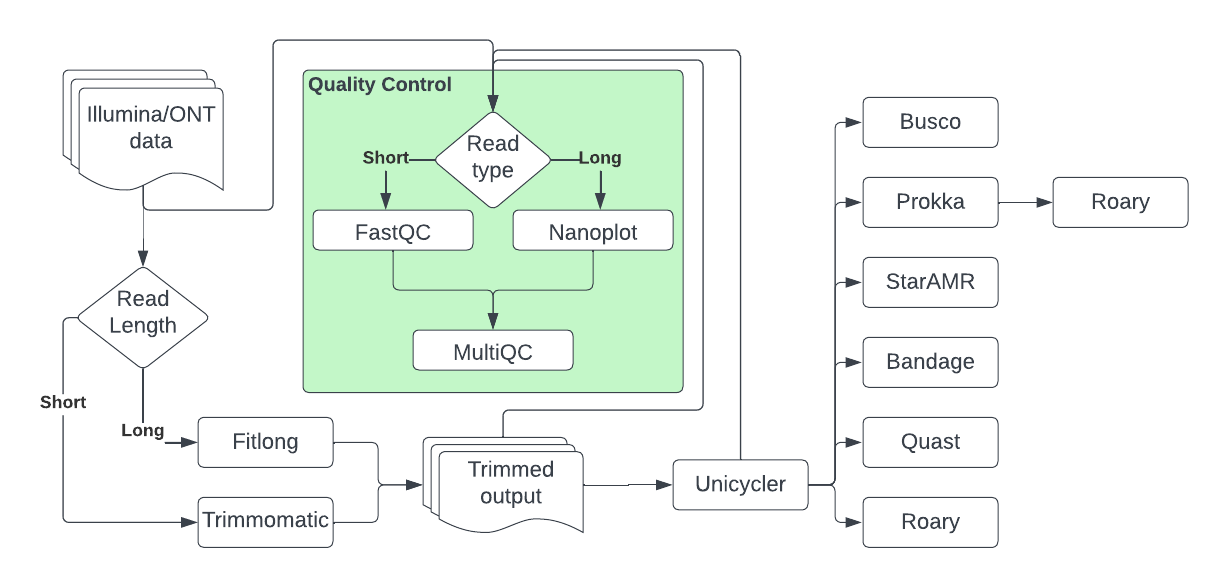 Illumina/ONT
data
Quality Control
Read
type
Short
Long
FastQC
Nanoplot
MultiQC
Read
Length
Short
Long
Fitlong
Trimmomatic
Trimmed
output
Unicycler
Busco
Prokka
Roary
StarAMR
Bandage
Quast
Roary